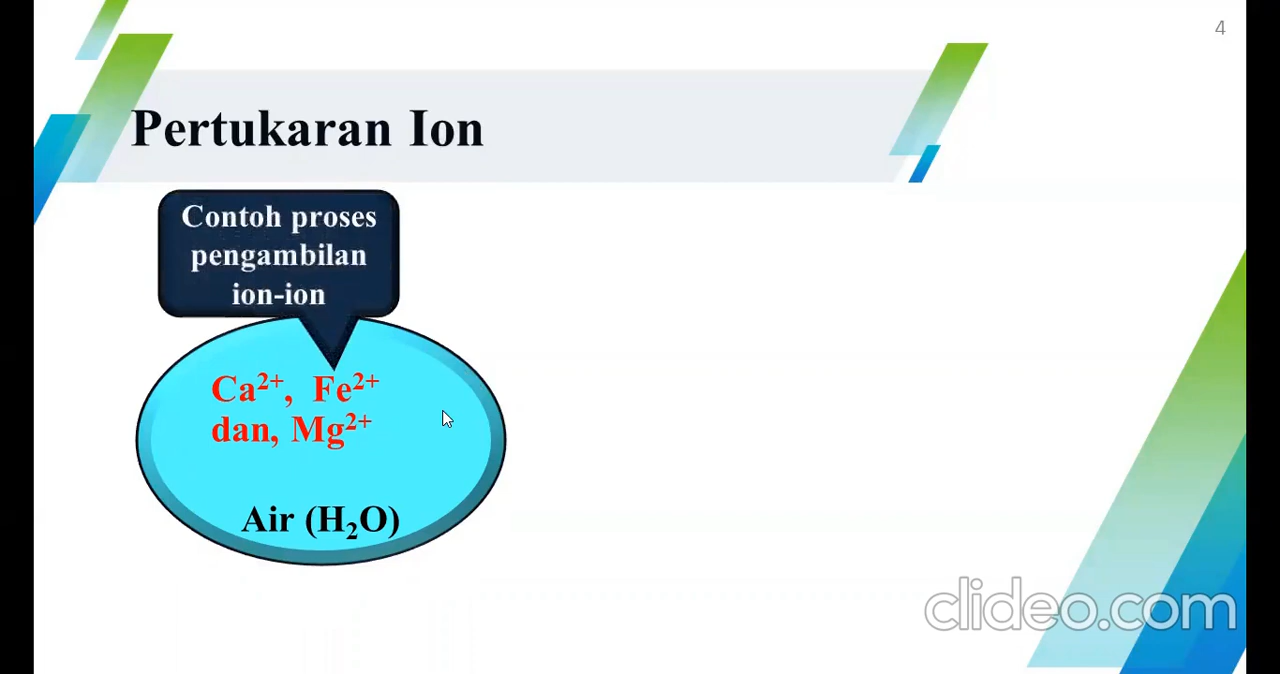 4
Pertukaran Ion
Contoh proses
pengambilan
ion-ion
Ca²⁺, Fe²⁺
dan, Mg²⁺
Air (H₂O)
clideo.com